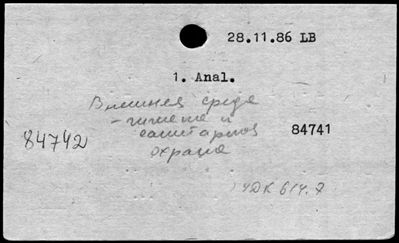 28.11.86 LB
1. Anal.
Внешняя среда
- гигиена и
санитарная
охрана
84742
84741
УДК 614.7